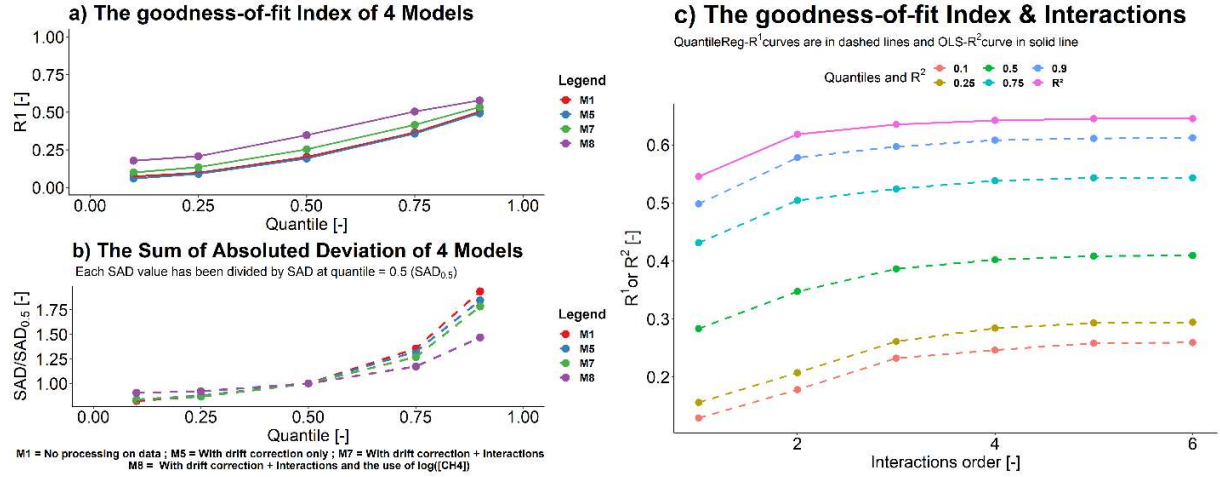 a) The goodness-of-fit Index of 4 Models
1.00
0.75
0.50
0.25
0.00
R1 [-]
0.00 0.25 0.50 0.75 1.00
Quantile [-]
Legend
M1
M5
M7
M8
b) The Sum of Absoluted Deviation of 4 Models
Each SAD value has been divided by SAD at quantile = 0.5 (SAD₀.₅)
1.75
1.50
1.25
1.00
SAD/SAD₀.₅ [-]
0.00 0.25 0.50 0.75 1.00
Quantile [-]
Legend
M1
M5
M7
M8
M1 = No processing on data ; M5 = With drift correction only ; M7 = With drift correction + Interactions
M8 = With drift correction + Interactions and the use of log([CH4])
c) The goodness-of-fit Index & Interactions
QuantileReg-R¹curves are in dashed lines and OLS-R²curve in solid line
Quantiles and R²
0.1 0.5 0.9
0.25 0.75 R²
0.6
0.5
0.4
0.3
0.2
R¹or R² [-]
2 4 6
Interactions order [-]